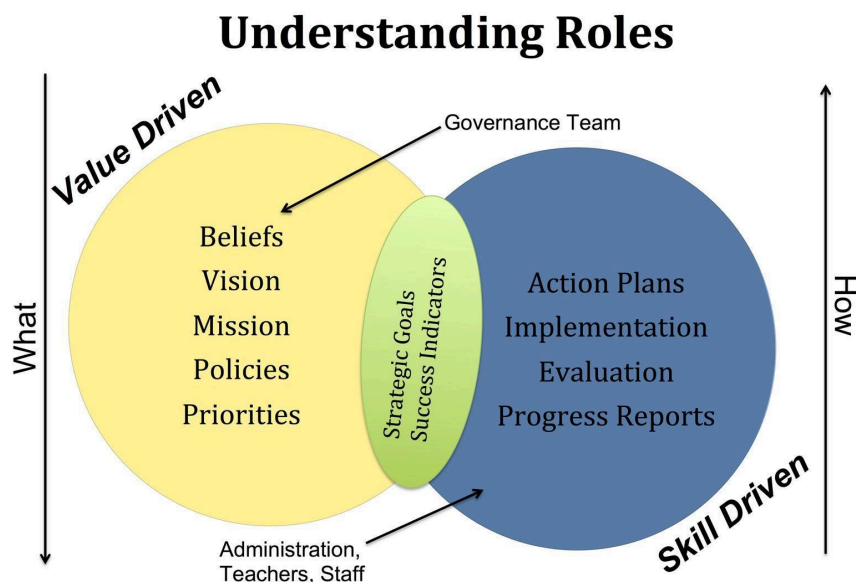 Understanding Roles
Value Driven
Governance Team
What
Beliefs
Vision
Mission
Policies
Priorities
Strategic Goals
Success Indicators
Action Plans
Implementation
Evaluation
Progress Reports
How
Administration,
Teachers, Staff
Skill Driven